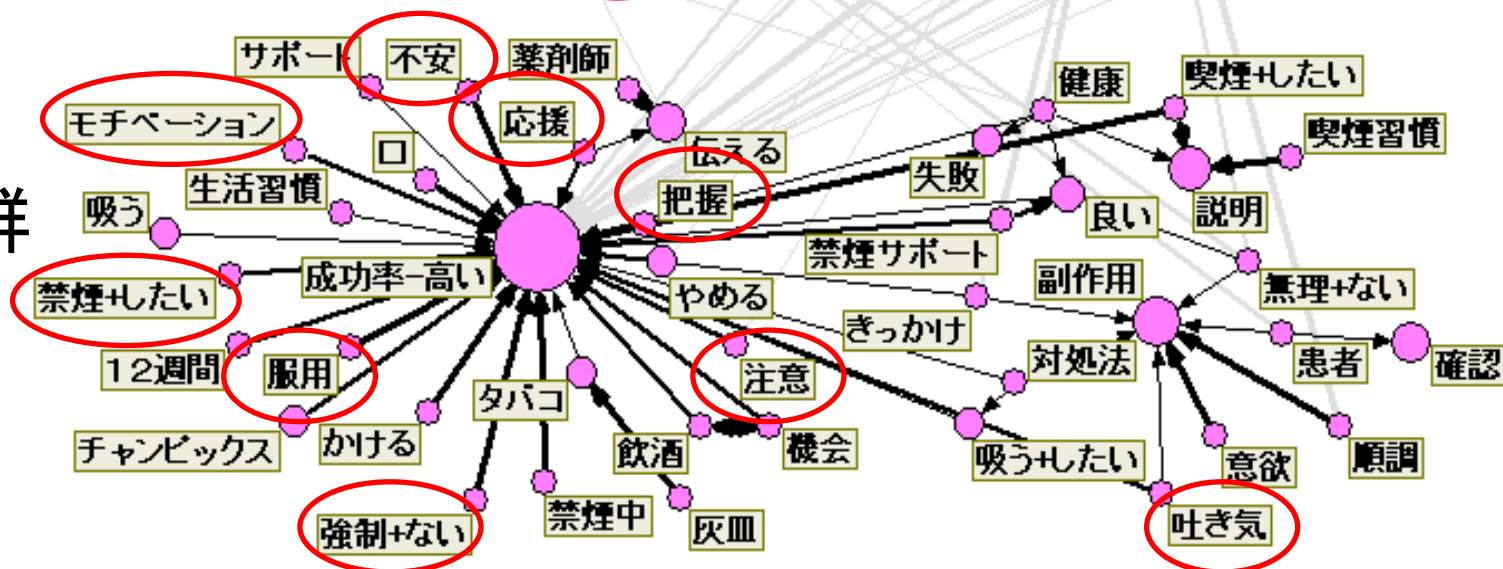 サポート
不安
薬剤師
健康
喫煙+したい
モチベーション
応援
喫煙習慣
口
伝える
失敗
生活習慣
把握
吸う
良い
説明
群
禁煙サポート
禁煙+したい
成功率-高い
やめる
副作用
無理+ない
12週間
服用
きっかけ
対処法
患者
確認
注意
タバコ
チャンピックス
かける
飲酒
機会
吸う+したい
意欲
順調
強制+ない
禁煙中
灰皿
吐き気